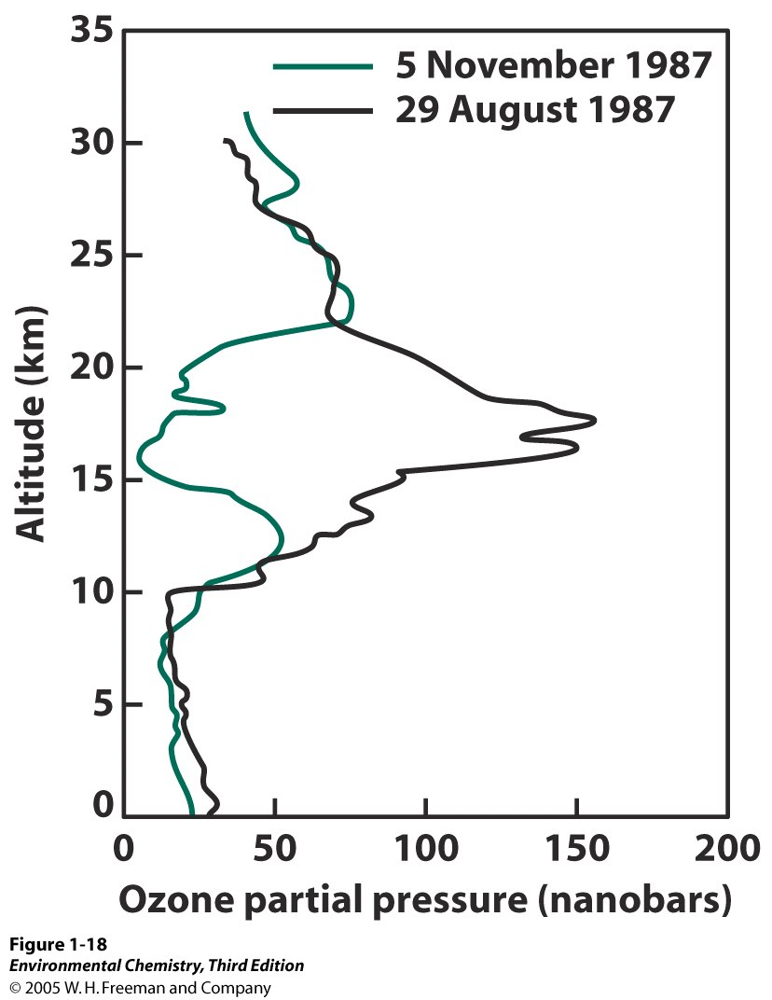 35
5 November 1987
29 August 1987
30
25
20
15
10
5
0
Altitude (km)
0 50 100 150 200
Ozone partial pressure (nanobars)
Figure 1-18
Environmental Chemistry, Third Edition
© 2005 W. H. Freeman and Company